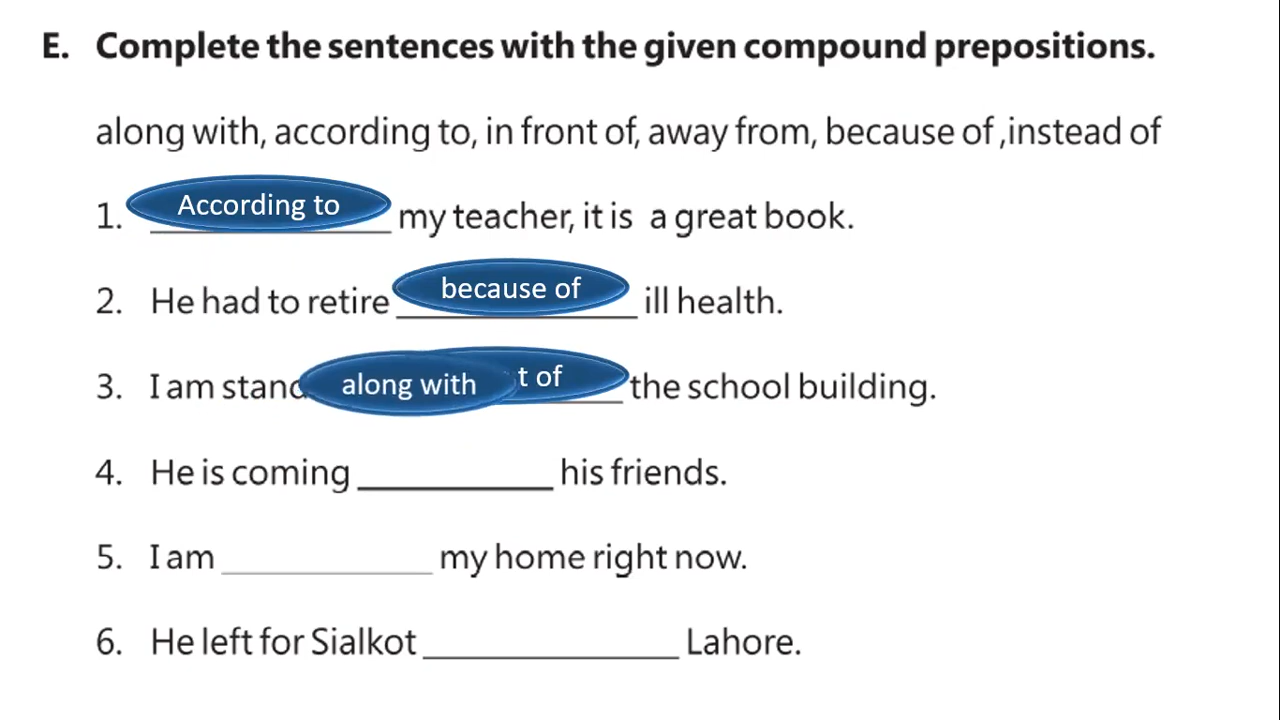 E. Complete the sentences with the given compound prepositions.
along with, according to, in front of, away from, because of ,instead of
1. According to my teacher, it is a great book.
2. He had to retire because of ill health.
3. I am along with t of the school building.
4. He is coming __________ his friends.
5. I am __________ my home right now.
6. He left for Sialkot __________ Lahore.